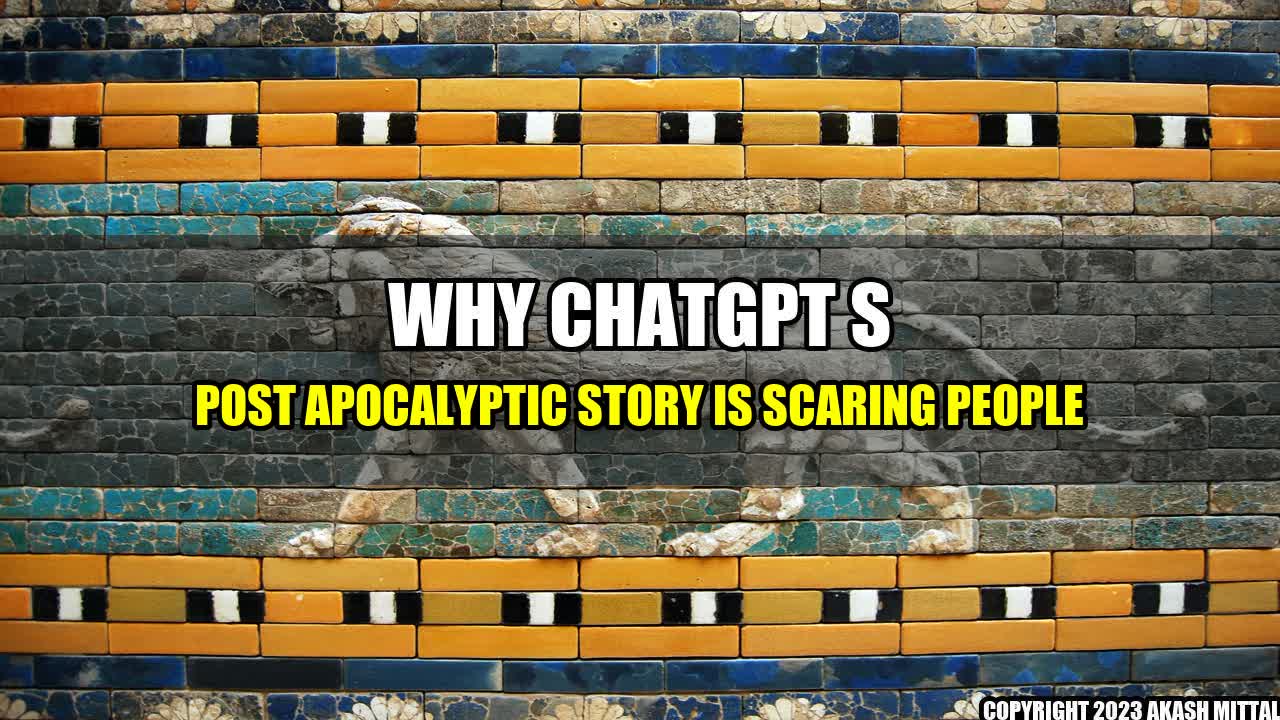 WHY CHATGPT S
POST APOCALYPTIC STORY IS SCARING PEOPLE
COPYRIGHT 2023 AKASH MITTAL